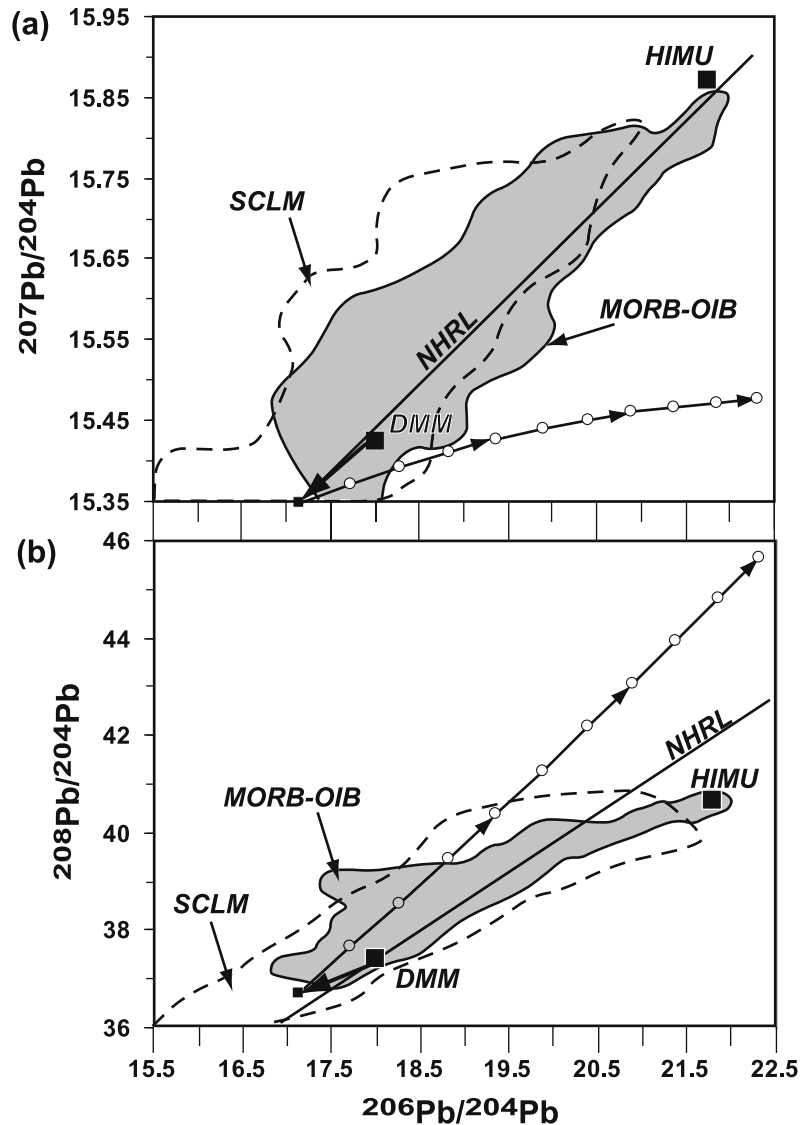 (a)
15.95
15.85
15.75
15.65
15.55
15.45
15.35
207Pb/204Pb
HIMU
SCLM
NHRL
MORB-OIB
DMM
(b)
46
44
42
40
38
36
208Pb/204Pb
NHRL
HIMU
MORB-OIB
SCLM
DMM
15.5 16.5 17.5 18.5 19.5 20.5 21.5 22.5
206Pb/204Pb